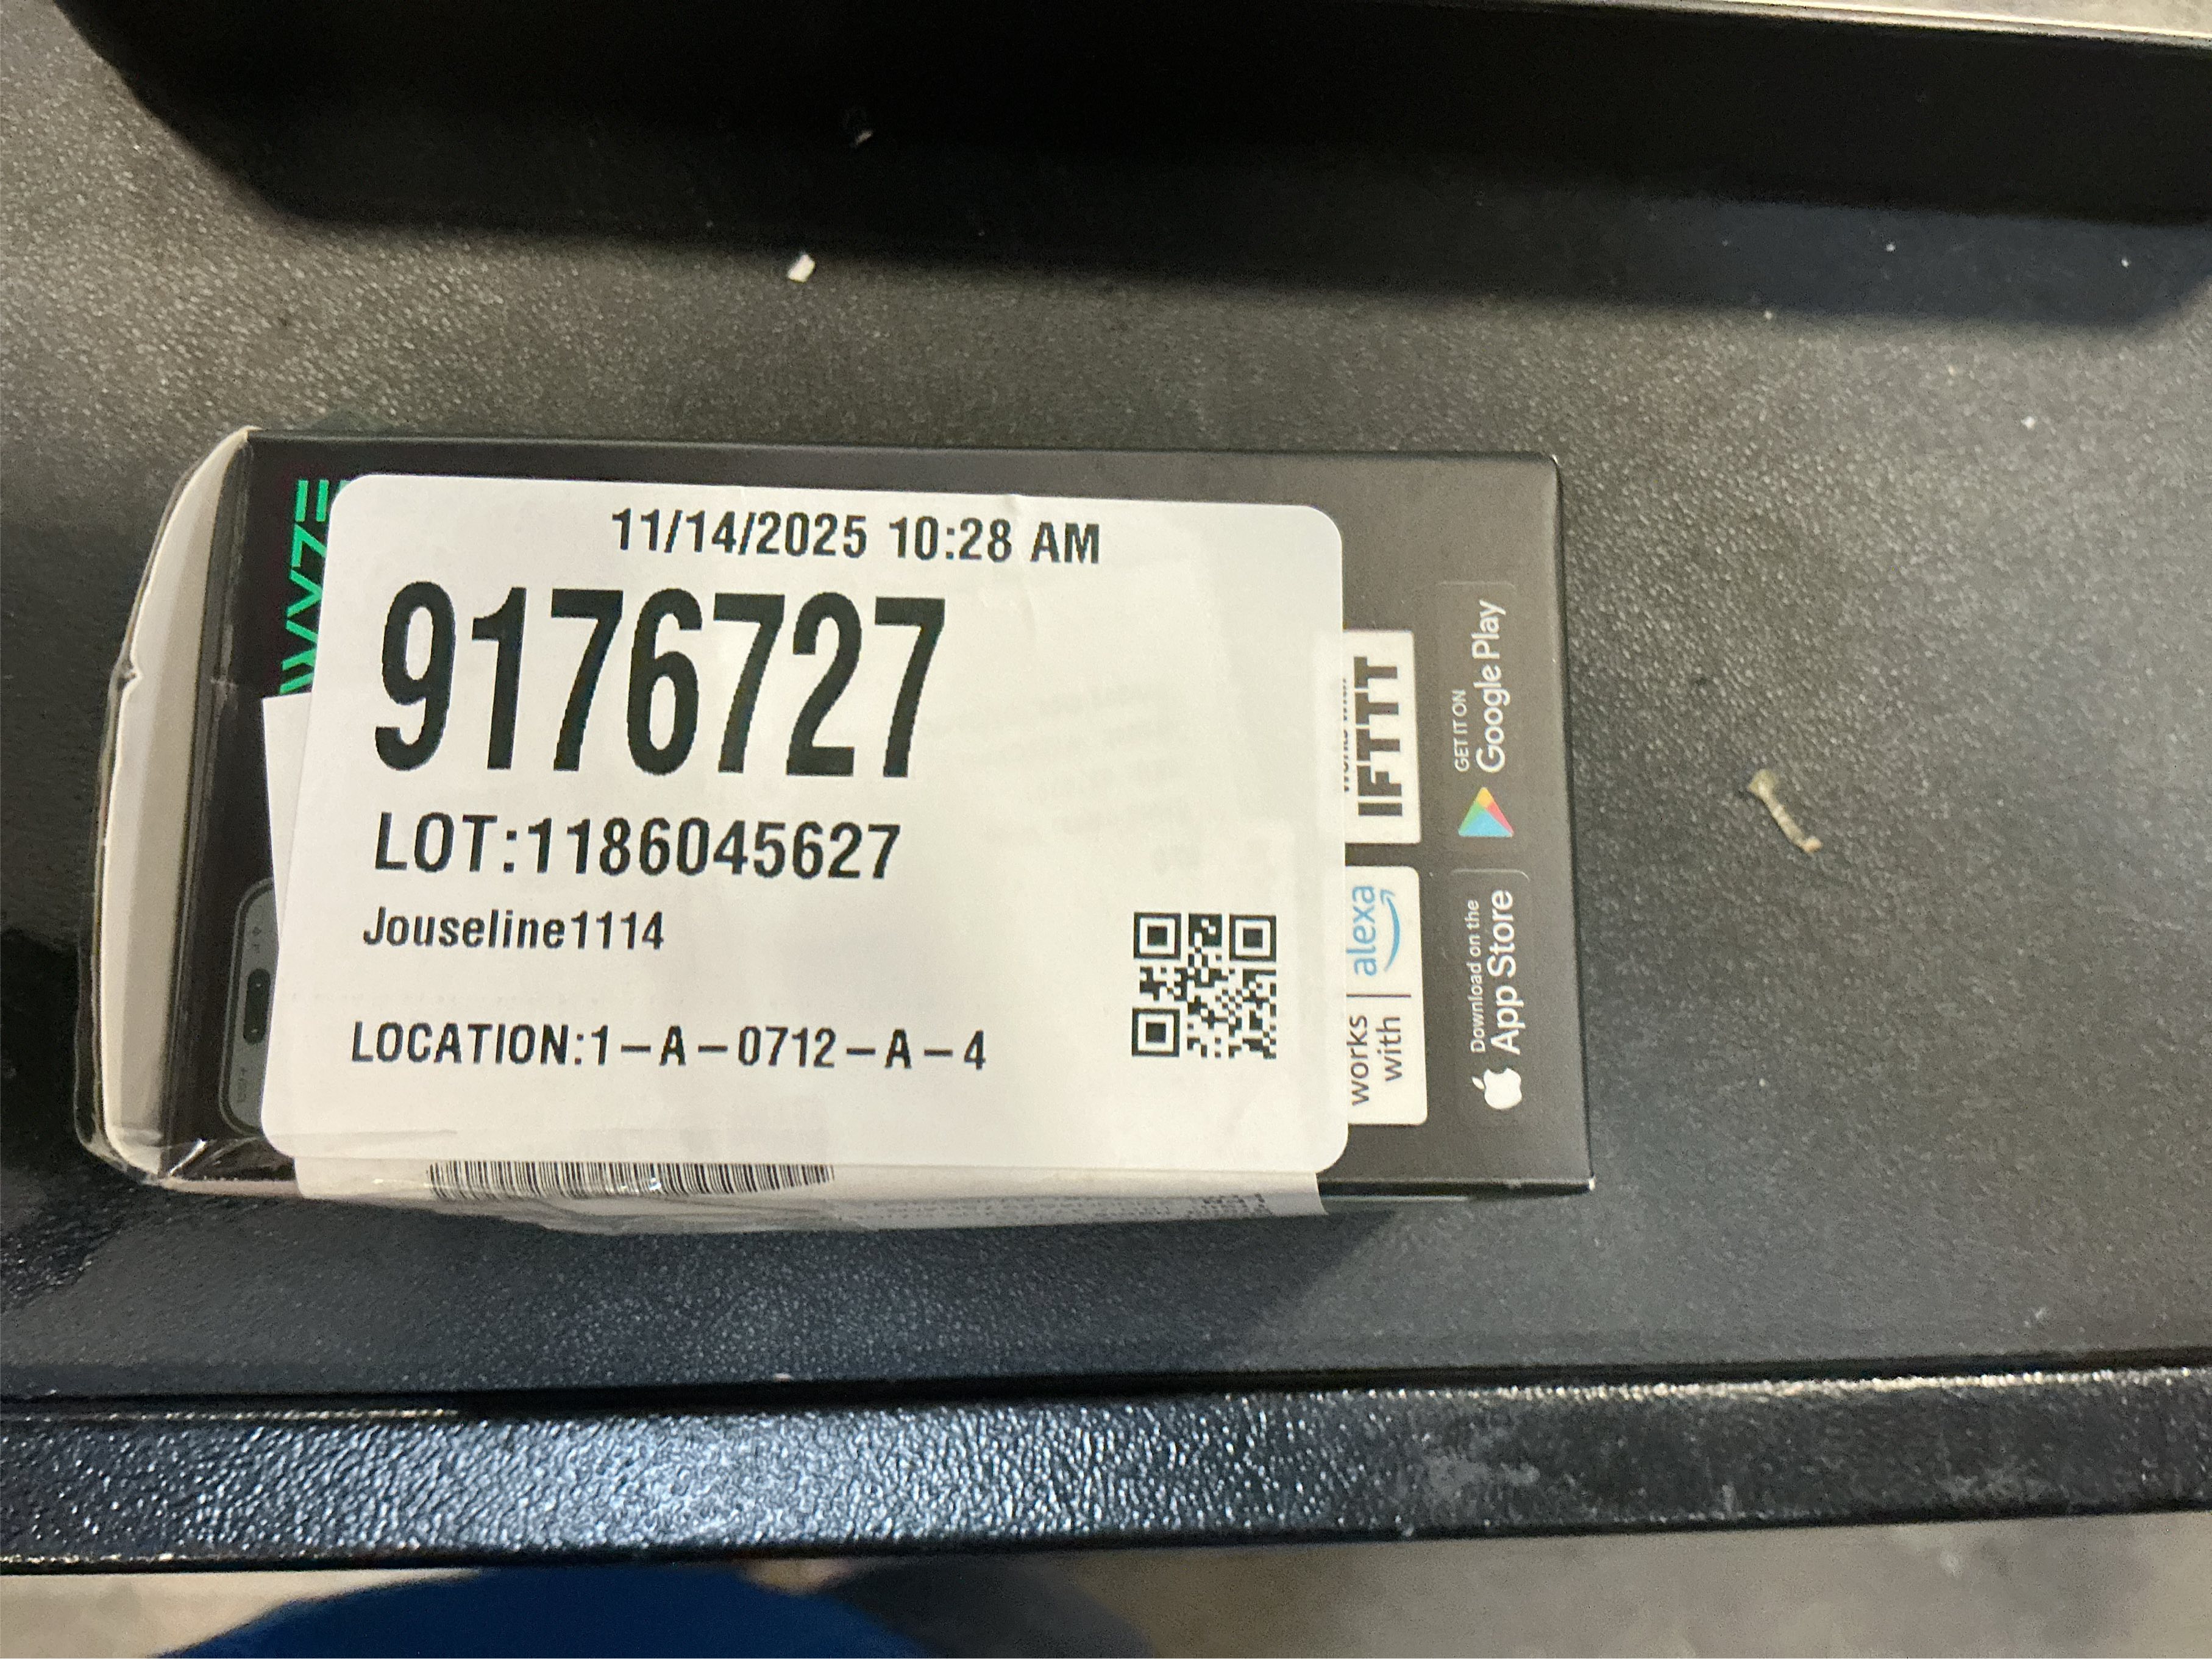 WYZE
11/14/2025 10:28 AM
9176727
LOT:1186045627
Jouseline1114
LOCATION:1-A-0712-A-4
IFTTT
works with
alexa
GET IT ON
Google Play
Download on the
App Store